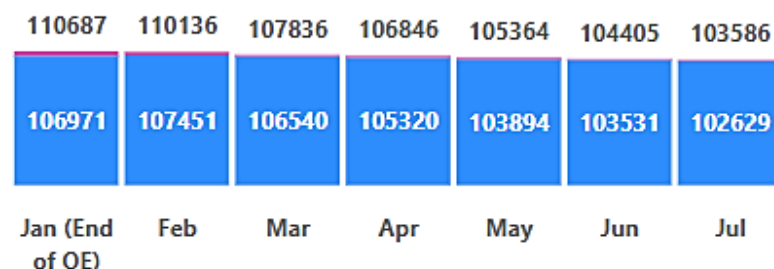 110687 110136 107836 106846 105364 104405 103586
106971 107451 106540 105320 103894 103531 102629
Jan (End Feb Mar Apr May Jun Jul
of OE)